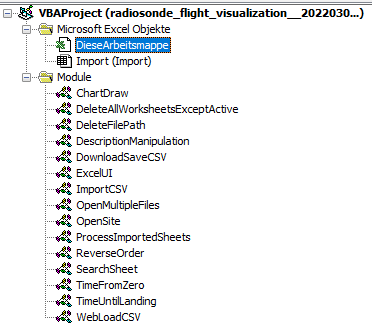 VBAProject (radiosonde_flight_visualization__2022030...)
Microsoft Excel Objekte
DieseArbeitsmappe
Import (Import)
Module
ChartDraw
DeleteAllWorksheetsExceptActive
DeleteFilePath
DescriptionManipulation
DownloadSaveCSV
ExcelUI
ImportCSV
OpenMultipleFiles
OpenSite
ProcessImportedSheets
ReverseOrder
SearchSheet
TimeFromZero
TimeUntilLanding
WebLoadCSV